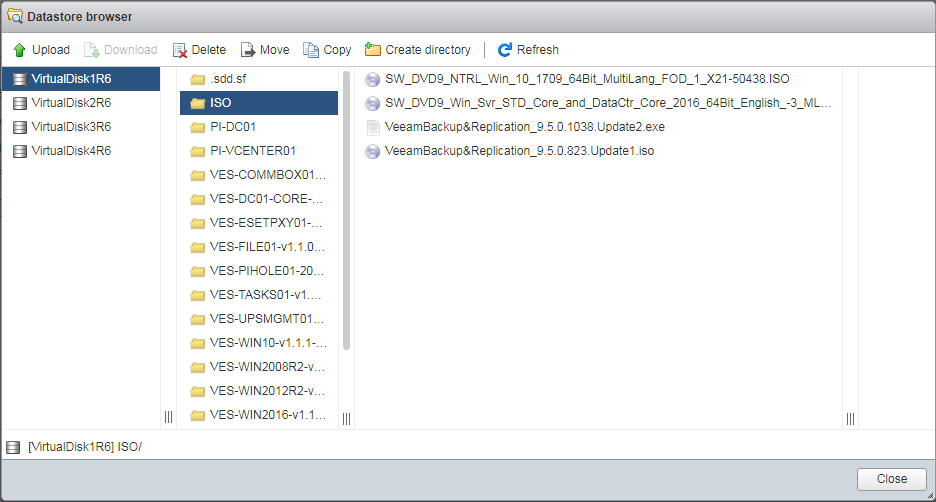 Datastore browser
Upload Download Delete Move Copy Create directory Refresh
VirtualDisk1R6
VirtualDisk2R6
VirtualDisk3R6
VirtualDisk4R6
.sdd.sf
ISO
PI-DC01
PI-VCENTER01
VES-COMMBOX01...
VES-DC01-CORE-...
VES-ESETPXY01-...
VES-FILE01-v1.1.0...
VES-PIHOLE01-20...
VES-TASKS01-v1....
VES-UPSMGMT01...
VES-WIN10-v1.1.1-...
VES-WIN2008R2-v...
VES-WIN2012R2-v...
VES-WIN2016-v1.1...
SW_DVD9_NTRL_Win_10_1709_64Bit_MultiLang_FOD_1_X21-50438.ISO
SW_DVD9_Win_Svr_STD_Core_and_DataCtr_Core_2016_64Bit_English_-3_ML...
VeeamBackup&Replication_9.5.0.1038.Update2.exe
VeeamBackup&Replication_9.5.0.823.Update1.iso
[VirtualDisk1R6] ISO/
Close